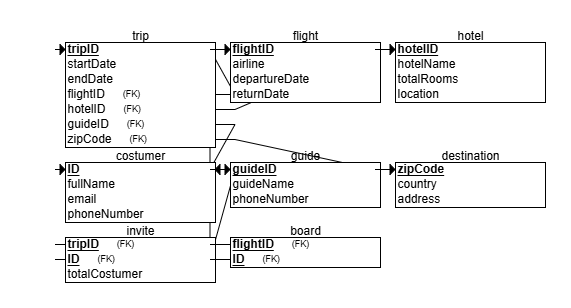 trip
tripID
startDate
endDate
flightID (FK)
hotelID (FK)
guideID (FK)
zipCode (FK)
flight
flightID
airline
departureDate
returnDate
hotel
hotelID
hotelName
totalRooms
location
costumer
ID
fullName
email
phoneNumber
guide
guideID
guideName
phoneNumber
destination
zipCode
country
address
invite
tripID (FK)
ID (FK)
totalCostumer
board
flightID (FK)
ID (FK)